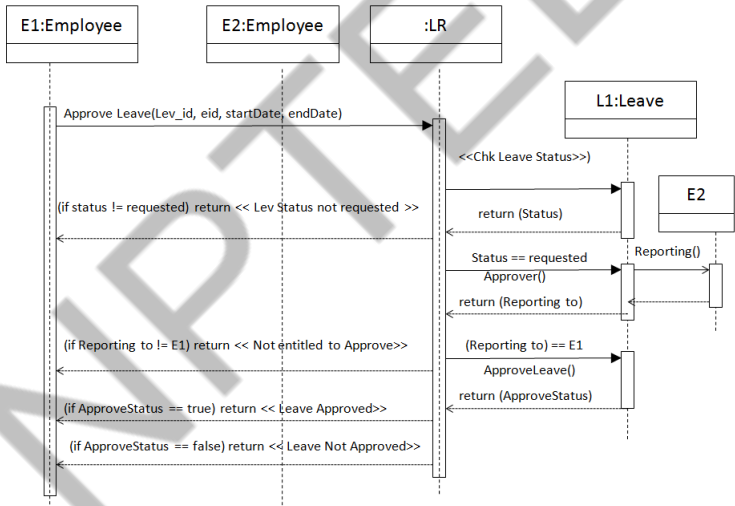 E1:Employee
E2:Employee
:LR
Approve Leave(Lev_id, eid, startDate, endDate)
L1:Leave
<<Chk Leave Status>>)
E2
(if status != requested) return << Lev Status not requested >>
return (Status)
Status == requested
Reporting()
Approver()
return (Reporting to)
(if Reporting to != E1) return << Not entitled to Approve>>
(Reporting to) == E1
ApproveLeave()
return (ApproveStatus)
(if ApproveStatus == true) return << Leave Approved>>
(if ApproveStatus == false) return << Leave Not Approved>>
NPTEL